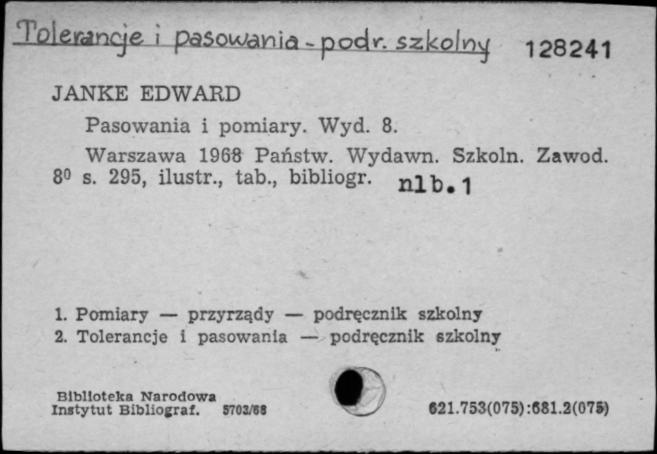 Tolerancje i pasowania - podr. szkolny 128241
JANKE EDWARD
Pasowania i pomiary. Wyd. 8.
Warszawa 1968 Państw. Wydawn. Szkoln. Zawod.
8⁰ s. 295, ilustr., tab., bibliogr. nlb. 1
1. Pomiary — przyrządy — podręcznik szkolny
2. Tolerancje i pasowania — podręcznik szkolny
Biblioteka Narodowa
Instytut Bibliograf. 5703/68 621.753(075):681.2(075)